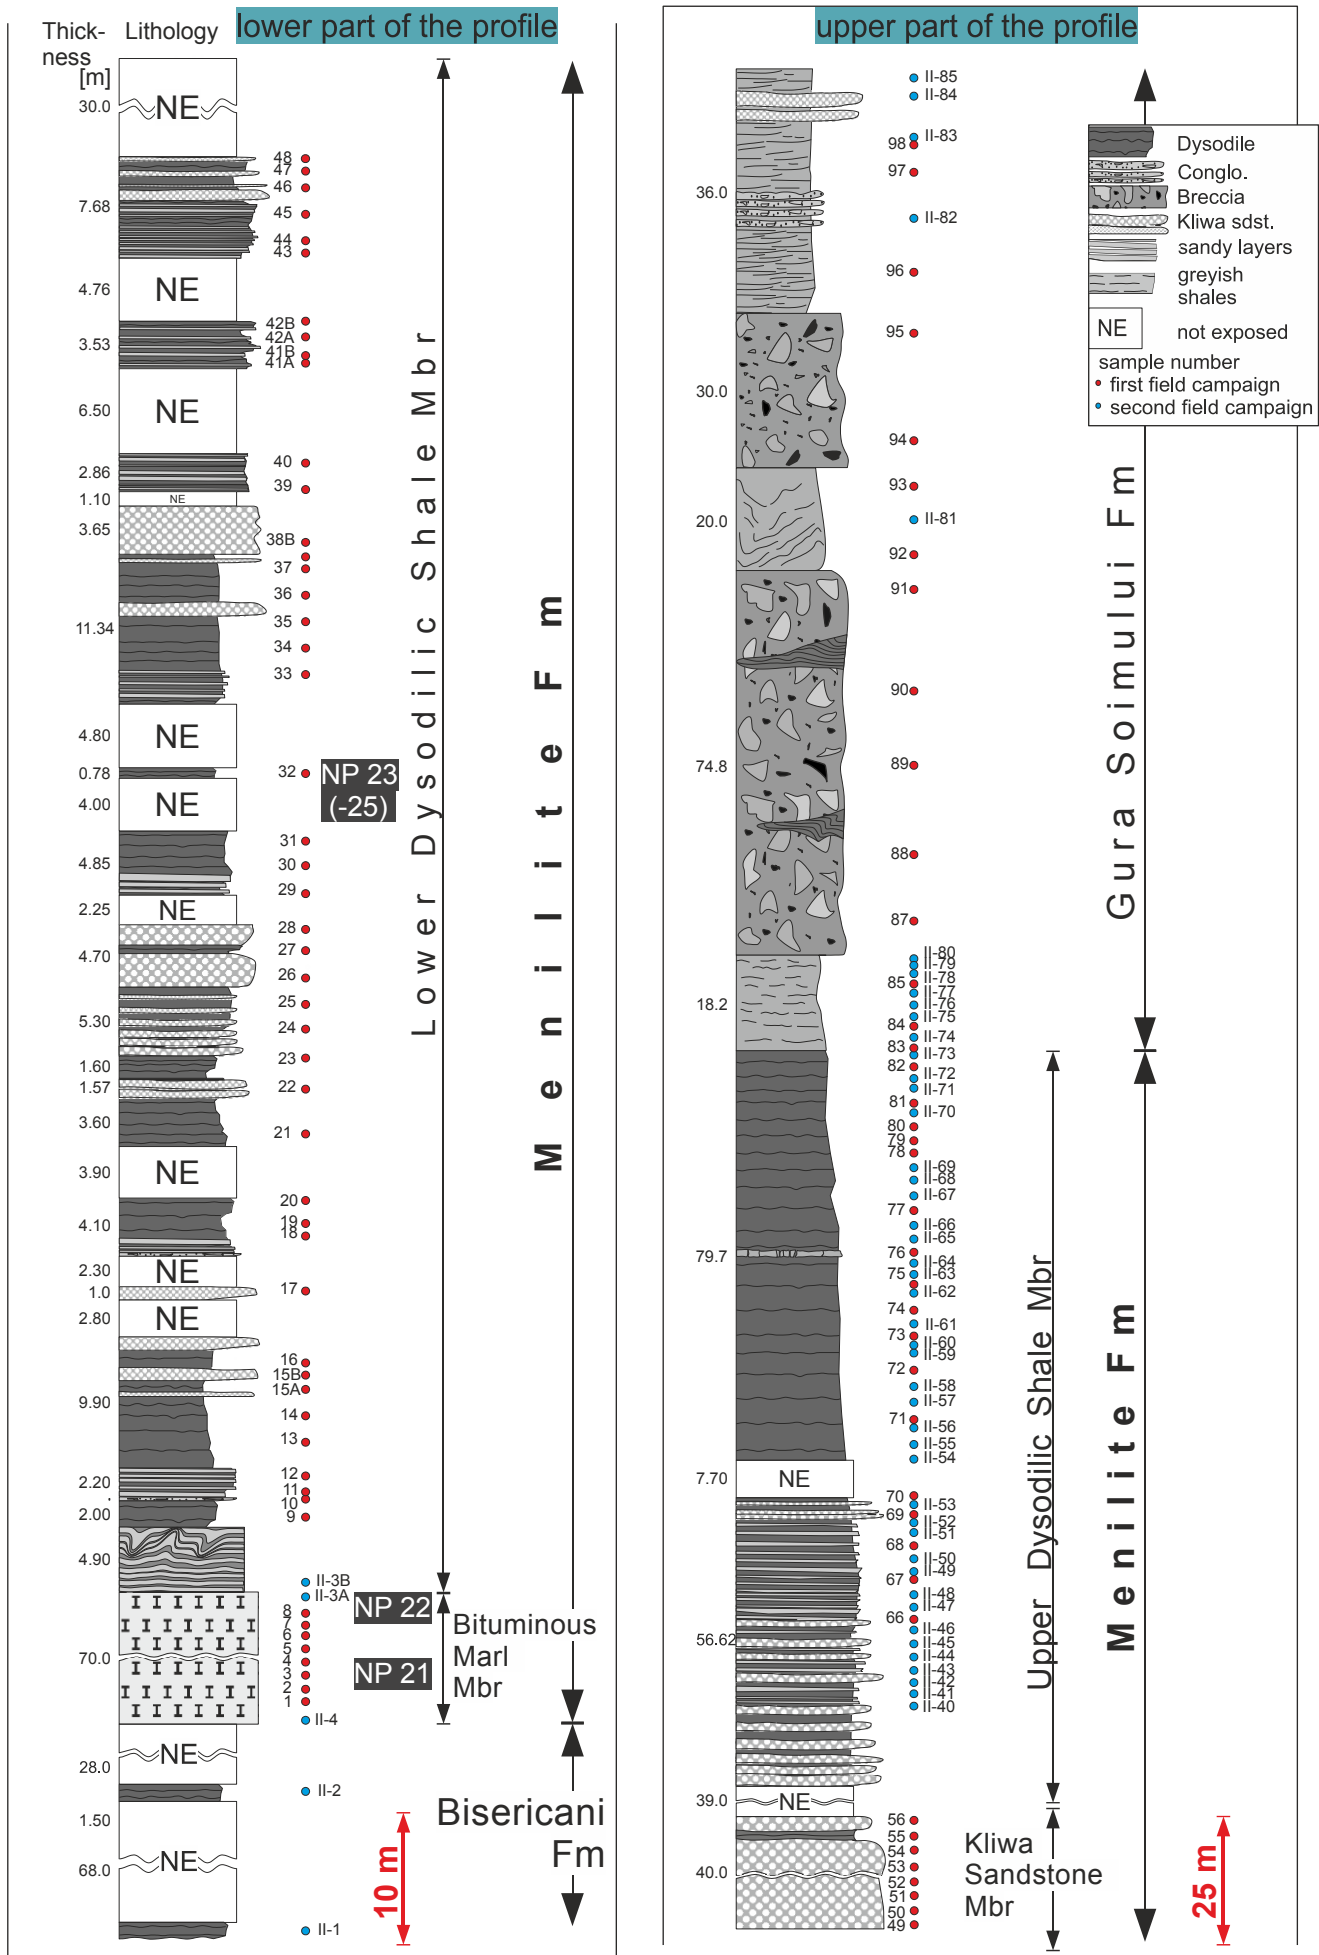 lower part of the profile
Thick-
ness
[m]
Lithology
30.0
NE
48
47
46
7.68
45
44
43
4.76
NE
42B
42A
3.53
41B
41A
6.50
NE
40
2.86
39
1.10
NE
3.65
38B
37
36
35
11.34
34
33
4.80
NE
0.78
32
NP 23
(-25)
4.00
NE
31
4.85
30
29
2.25
NE
28
27
4.70
26
25
5.30
24
23
1.60
1.57
22
3.60
21
3.90
NE
20
4.10
19
18
2.30
NE
1.0
17
2.80
NE
16
15B
15A
9.90
14
13
12
2.20
11
10
2.00
9
4.90
II-3B
II-3A
8
NP 22
7
6
5
70.0
4
3
NP 21
2
1
II-4
NE
28.0
II-2
1.50
NE
68.0
II-1
10 m
Lower Dysodilic Shale Mbr
Bituminous
Marl
Mbr
Menilite Fm
Bisericani
Fm
upper part of the profile
II-85
II-84
II-83
98
97
36.0
II-82
96
95
30.0
94
93
20.0
II-81
92
91
90
74.8
89
88
87
II-80
II-79
II-78
85
II-77
18.2
II-76
II-75
84
II-74
83
II-73
82
II-72
II-71
81
II-70
80
79
78
II-69
II-68
II-67
77
II-66
II-65
79.7
76
II-64
75
II-63
II-62
74
II-61
73
II-60
II-59
72
II-58
II-57
71
II-56
II-55
II-54
7.70
NE
70
II-53
69
II-52
II-51
68
II-50
II-49
67
II-48
II-47
66
II-46
56.62
II-45
II-44
II-43
II-42
II-41
II-40
39.0
NE
56
55
54
53
40.0
52
51
50
49
Kliwa
Sandstone
Mbr
25 m
Upper Dysodilic Shale Mbr
Menilite Fm
Gura Soimului Fm
Dysodile
Conglo.
Breccia
Kliwa sdst.
sandy layers
greyish
shales
NE
not exposed
sample number
first field campaign
second field campaign